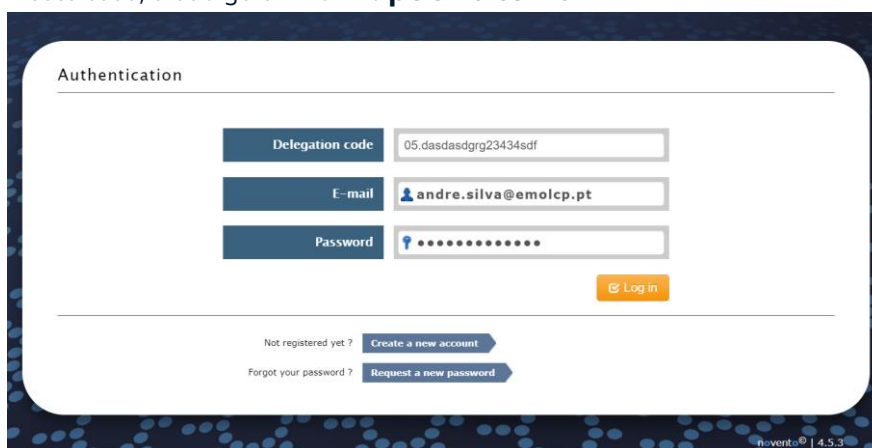 Authentication
Delegation code 05.dasdasdgrg23434sdf
E-mail andre.silva@emolcp.pt
Password •••••••••••••
Log in
Not registered yet ? Create a new account
Forgot your password ? Request a new password
novento© | 4.5.3